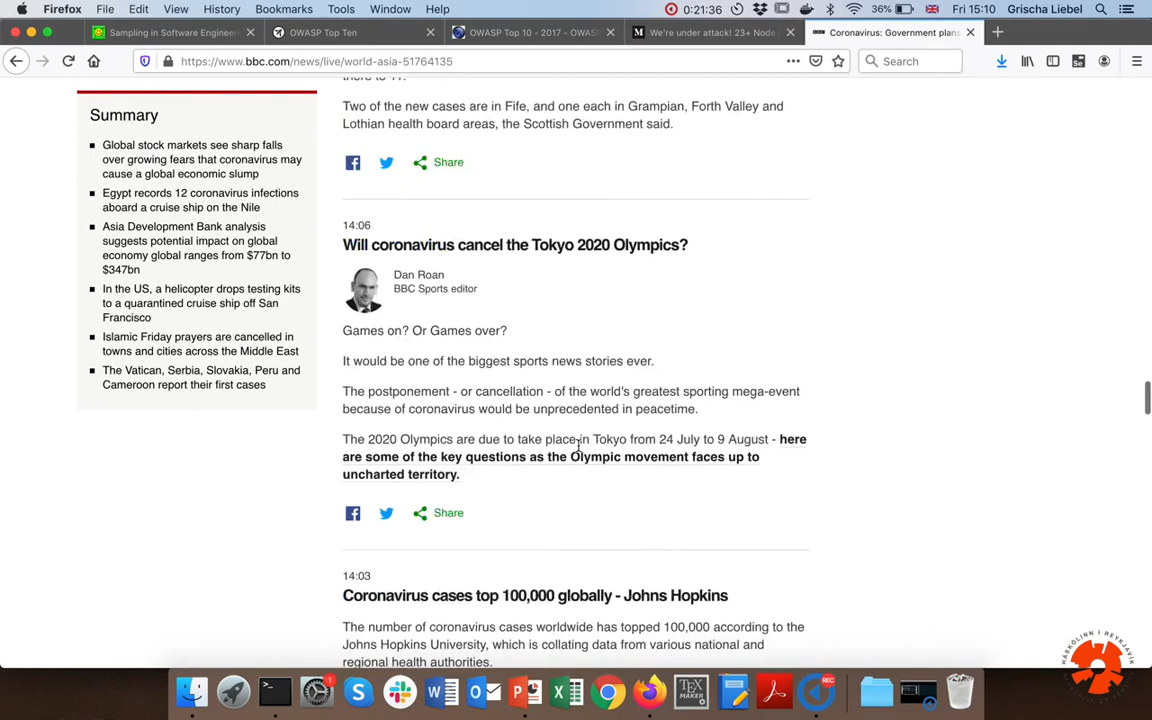 Firefox File Edit View History Bookmarks Tools Window Help 00:21:36 36% Fri 15:10 Grischa Liebel
Sampling in Software Engineeri
OWASP Top Ten
OWASP Top 10 - 2017 - OWAS
We're under attack! 23+ Node.
Coronavirus: Government plans
https://www.bbc.com/news/live/world-asia-51764135
Search
Summary
Global stock markets see sharp falls
over growing fears that coronavirus may
cause a global economic slump
Egypt records 12 coronavirus infections
aboard a cruise ship on the Nile
Asia Development Bank analysis
suggests potential impact on global
economy global ranges from $77bn to
$347bn
In the US, a helicopter drops testing kits
to a quarantined cruise ship off San
Francisco
Islamic Friday prayers are cancelled in
towns and cities across the Middle East
The Vatican, Serbia, Slovakia, Peru and
Cameroon report their first cases
there to 11.
Two of the new cases are in Fife, and one each in Grampian, Forth Valley and
Lothian health board areas, the Scottish Government said.
Share
14:06
Will coronavirus cancel the Tokyo 2020 Olympics?
Dan Roan
BBC Sports editor
Games on? Or Games over?
It would be one of the biggest sports news stories ever.
The postponement - or cancellation - of the world's greatest sporting mega-event
because of coronavirus would be unprecedented in peacetime.
The 2020 Olympics are due to take place in Tokyo from 24 July to 9 August - here
are some of the key questions as the Olympic movement faces up to
uncharted territory.
Share
14:03
Coronavirus cases top 100,000 globally - Johns Hopkins
The number of coronavirus cases worldwide has topped 100,000 according to the
Johns Hopkins University, which is collating data from various national and
regional health authorities.
HÁSKÓLINN Í REYKJAVÍK